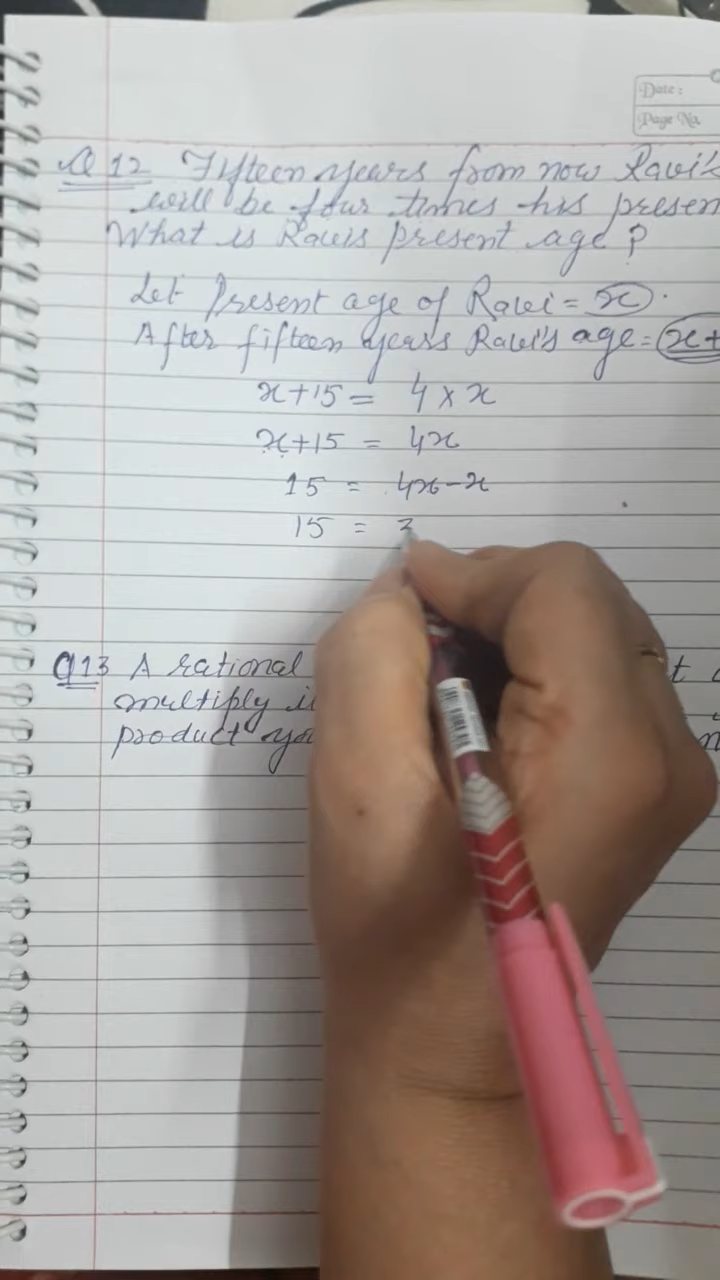 Date:
Page No.
Q 12 Fifteen years from now Ravi's
will be four times his presen
What is Ravis present age?
Let Present age of Ravi = x.
After fifteen years Ravi's age = x+
x+15 = 4 × x
x+15 = 4x
15 = 4x-x
15 = 3
Q13 A rational t
multiply i
product yo